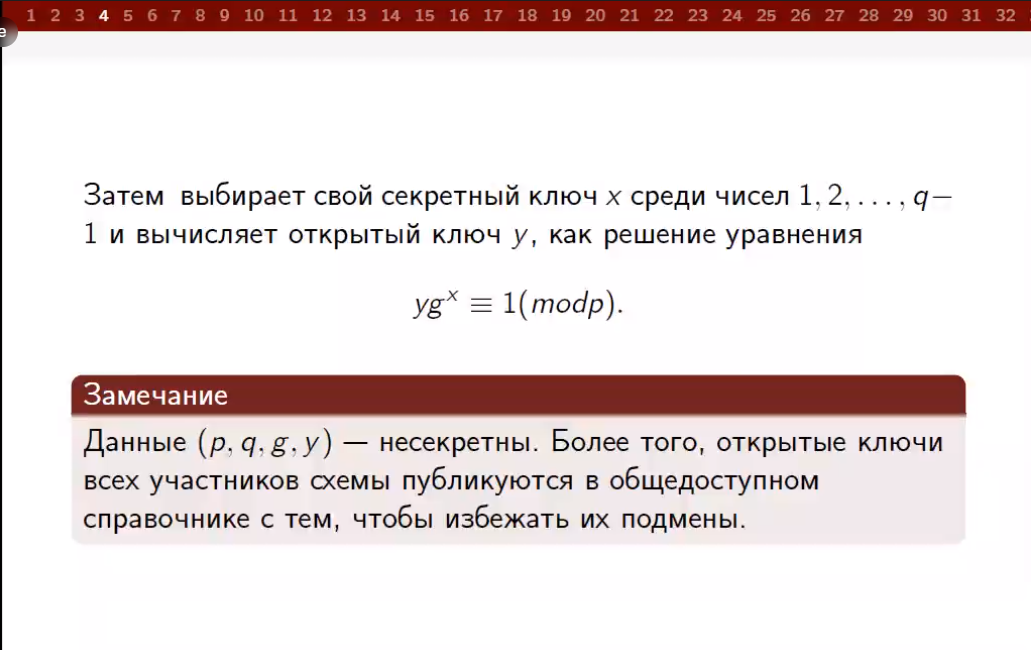 1 2 3 4 5 6 7 8 9 10 11 12 13 14 15 16 17 18 19 20 21 22 23 24 25 26 27 28 29 30 31 32
e
Затем выбирает свой секретный ключ x среди чисел 1, 2, . . . , q−
1 и вычисляет открытый ключ y, как решение уравнения
yg^x ≡ 1(modp).
Замечание
Данные (p, q, g, y) — несекретны. Более того, открытые ключи
всех участников схемы публикуются в общедоступном
справочнике с тем, чтобы избежать их подмены.